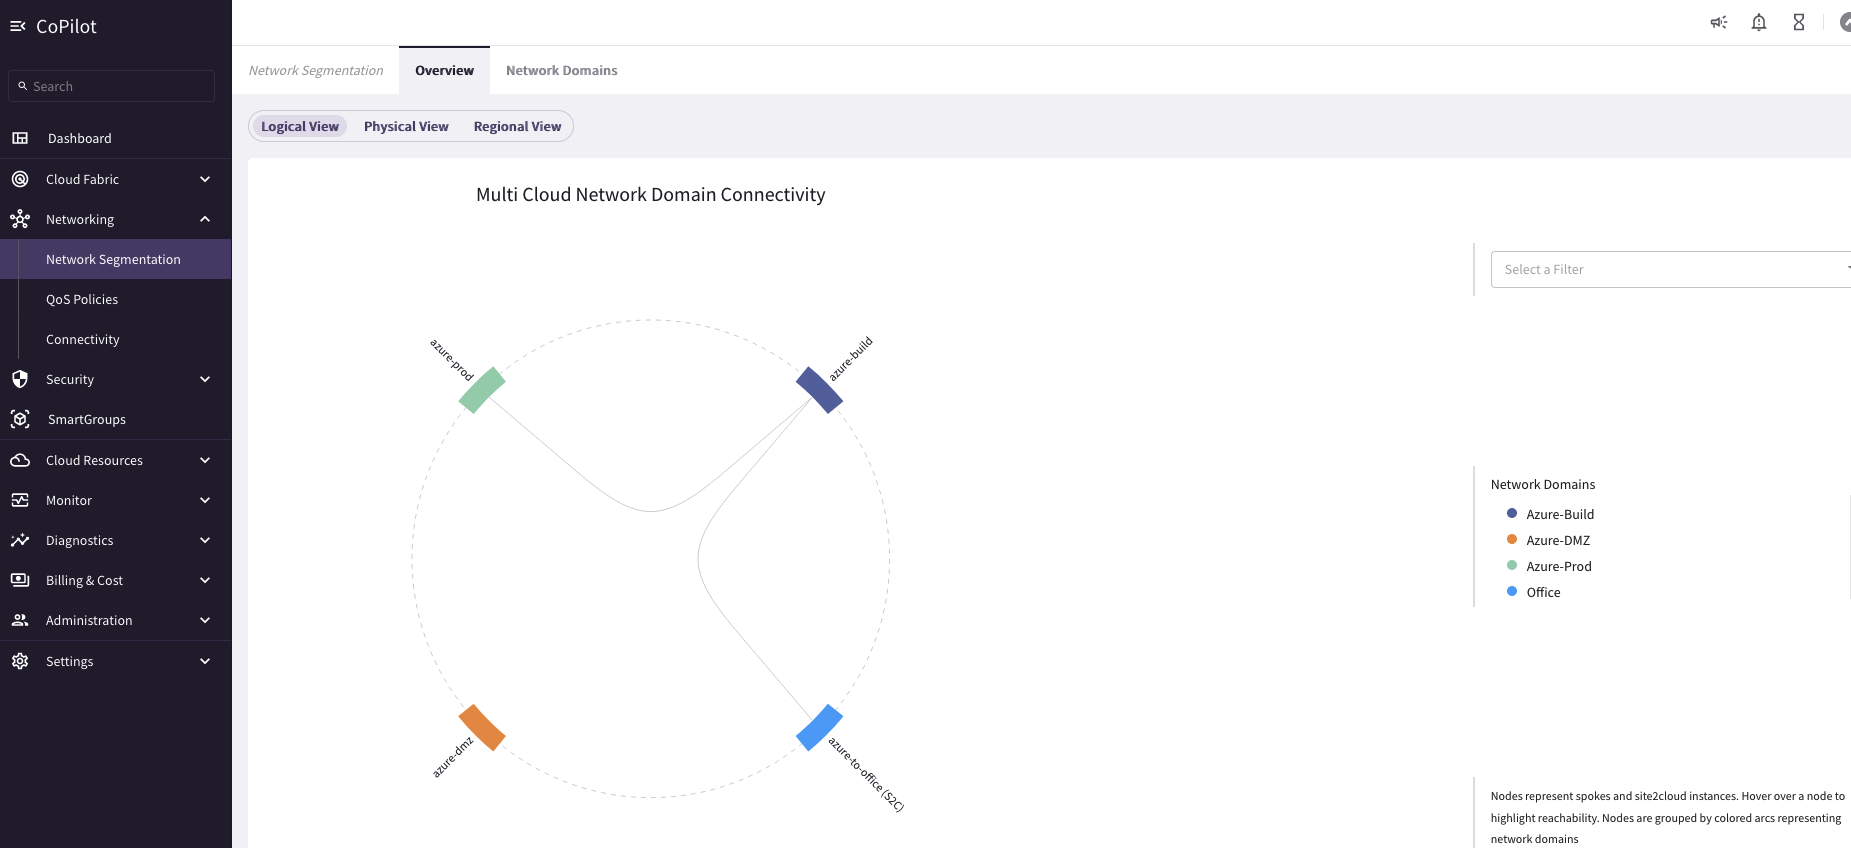 CoPilot
Search
Dashboard
Cloud Fabric
Networking
Network Segmentation
QoS Policies
Connectivity
Security
SmartGroups
Cloud Resources
Monitor
Diagnostics
Billing & Cost
Administration
Settings
Network Segmentation
Overview
Network Domains
Logical View
Physical View
Regional View
Multi Cloud Network Domain Connectivity
azure-prod
azure-build
azure-dmz
azure-to-office (S2C)
Select a Filter
Network Domains
Azure-Build
Azure-DMZ
Azure-Prod
Office
Nodes represent spokes and site2cloud instances. Hover over a node to
highlight reachability. Nodes are grouped by colored arcs representing
network domains